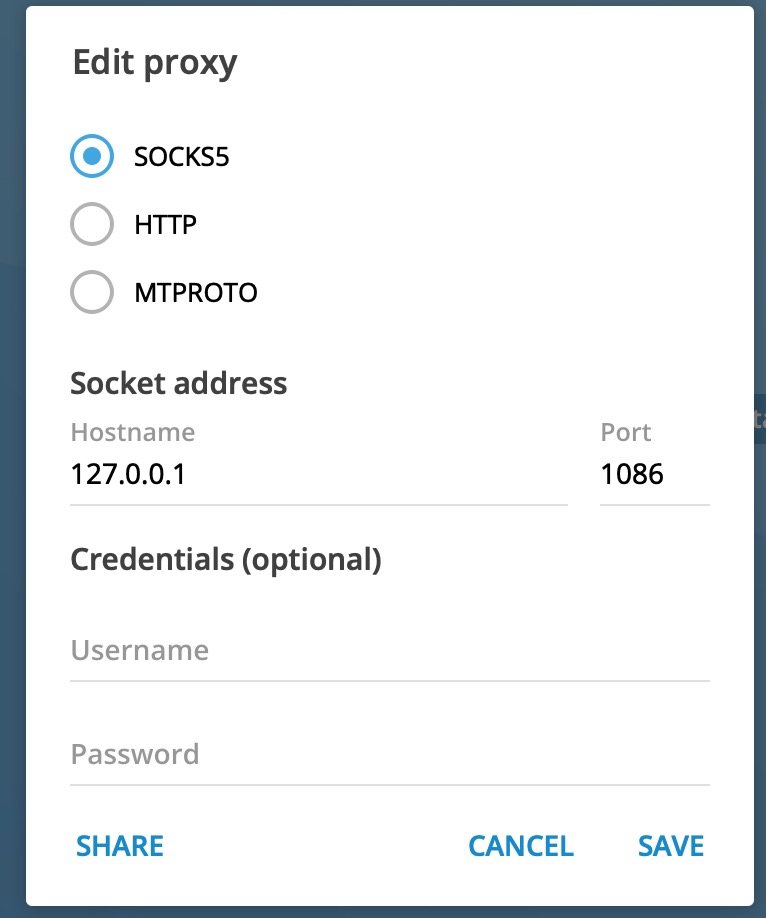 Edit proxy
SOCKS5
HTTP
MTPROTO
Socket address
Hostname Port
127.0.0.1 1086
Credentials (optional)
Username
Password
SHARE CANCEL SAVE